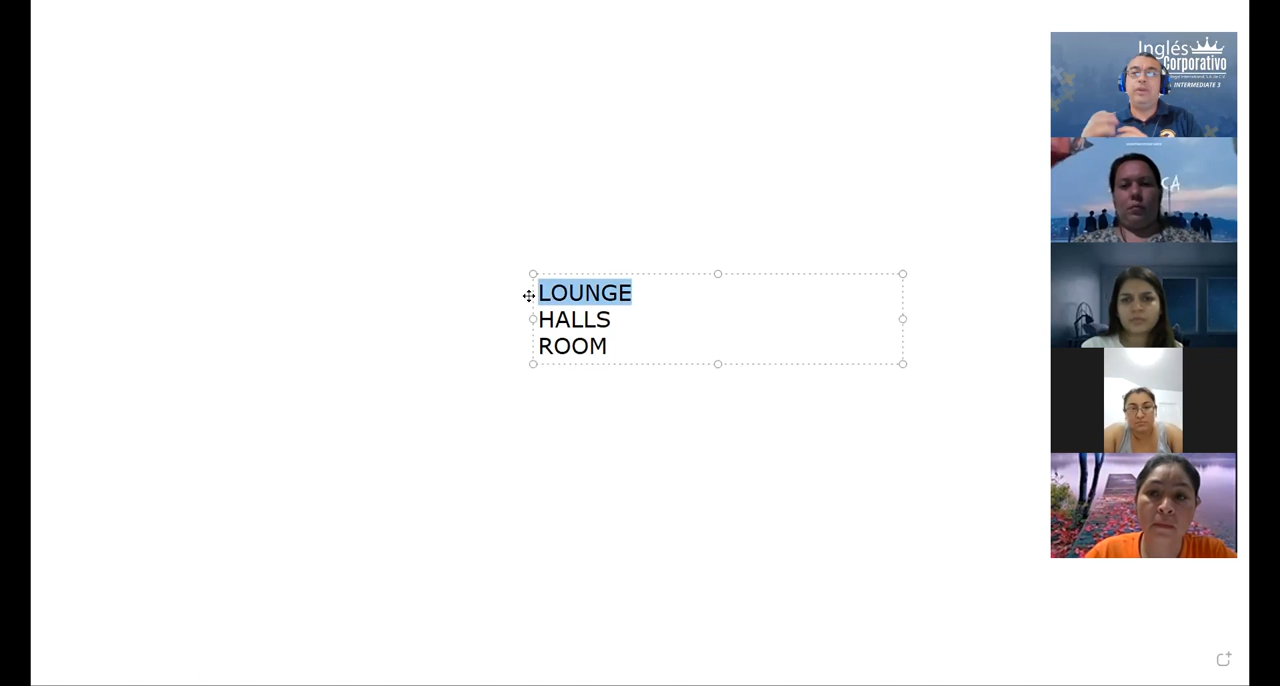 LOUNGE
HALLS
ROOM
Inglés
Corporativo
INTERMEDIATE 3